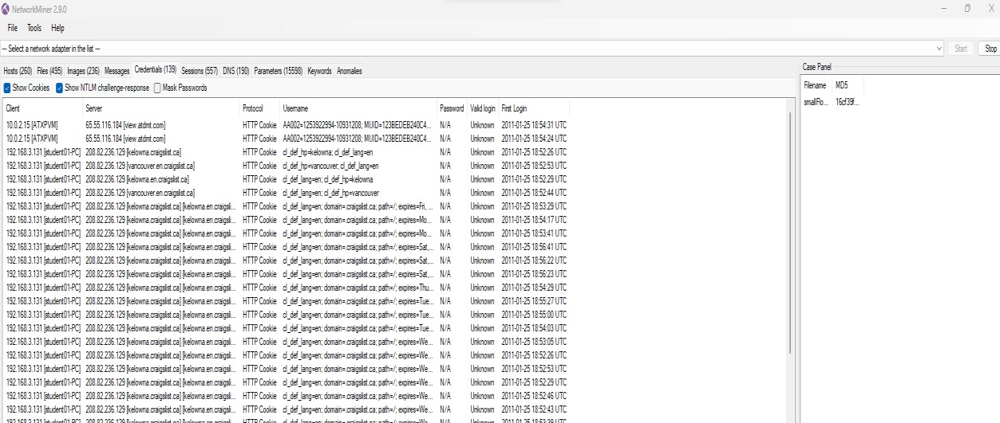 NetworkMiner 2.9.0
File Tools Help
--- Select a network adapter in the list ---
Start Stop
Hosts (260) Files (495) Images (236) Messages Credentials (139) Sessions (557) DNS (190) Parameters (15598) Keywords Anomalies
Case Panel
Show Cookies Show NTLM challenge-response Mask Passwords
Filename MD5
smallFlo... 16cf39f...
Client Server Protocol Username Password Valid login First Login
10.0.2.15 [ATXPVM] 65.55.116.184 [view.atdmt.com] HTTP Cookie AA002=1253922994-10931208; MUID=123BEDEB240C4... N/A Unknown 2011-01-25 18:54:31 UTC
10.0.2.15 [ATXPVM] 65.55.116.184 [view.atdmt.com] HTTP Cookie AA002=1253922994-10931208; MUID=123BEDEB240C4... N/A Unknown 2011-01-25 18:54:24 UTC
192.168.3.131 [student01-PC] 208.82.236.129 [kelowna.craigslist.ca] HTTP Cookie cl_def_hp=kelowna; cl_def_lang=en N/A Unknown 2011-01-25 18:52:26 UTC
192.168.3.131 [student01-PC] 208.82.236.129 [vancouver.en.craigslist.ca] HTTP Cookie cl_def_hp=vancouver; cl_def_lang=en N/A Unknown 2011-01-25 18:52:53 UTC
192.168.3.131 [student01-PC] 208.82.236.129 [kelowna.en.craigslist.ca] HTTP Cookie cl_def_lang=en; cl_def_hp=kelowna N/A Unknown 2011-01-25 18:52:29 UTC
192.168.3.131 [student01-PC] 208.82.236.129 [vancouver.en.craigslist.ca] HTTP Cookie cl_def_lang=en; cl_def_hp=vancouver N/A Unknown 2011-01-25 18:52:44 UTC
192.168.3.131 [student01-PC] 208.82.236.129 [kelowna.craigslist.ca] [kelowna.en.craigsli... HTTP Cookie cl_def_lang=en; domain=.craigslist.ca; path=/; expires=Fri, ... N/A Unknown 2011-01-25 18:53:29 UTC
192.168.3.131 [student01-PC] 208.82.236.129 [kelowna.craigslist.ca] [kelowna.en.craigsli... HTTP Cookie cl_def_lang=en; domain=.craigslist.ca; path=/; expires=Mo... N/A Unknown 2011-01-25 18:54:17 UTC
192.168.3.131 [student01-PC] 208.82.236.129 [kelowna.craigslist.ca] [kelowna.en.craigsli... HTTP Cookie cl_def_lang=en; domain=.craigslist.ca; path=/; expires=Mo... N/A Unknown 2011-01-25 18:53:41 UTC
192.168.3.131 [student01-PC] 208.82.236.129 [kelowna.craigslist.ca] [kelowna.en.craigsli... HTTP Cookie cl_def_lang=en; domain=.craigslist.ca; path=/; expires=Sat,... N/A Unknown 2011-01-25 18:56:41 UTC
192.168.3.131 [student01-PC] 208.82.236.129 [kelowna.craigslist.ca] [kelowna.en.craigsli... HTTP Cookie cl_def_lang=en; domain=.craigslist.ca; path=/; expires=Sat,... N/A Unknown 2011-01-25 18:56:22 UTC
192.168.3.131 [student01-PC] 208.82.236.129 [kelowna.craigslist.ca] [kelowna.en.craigsli... HTTP Cookie cl_def_lang=en; domain=.craigslist.ca; path=/; expires=Sat,... N/A Unknown 2011-01-25 18:56:23 UTC
192.168.3.131 [student01-PC] 208.82.236.129 [kelowna.craigslist.ca] [kelowna.en.craigsli... HTTP Cookie cl_def_lang=en; domain=.craigslist.ca; path=/; expires=Thu... N/A Unknown 2011-01-25 18:54:29 UTC
192.168.3.131 [student01-PC] 208.82.236.129 [kelowna.craigslist.ca] [kelowna.en.craigsli... HTTP Cookie cl_def_lang=en; domain=.craigslist.ca; path=/; expires=Tue... N/A Unknown 2011-01-25 18:55:27 UTC
192.168.3.131 [student01-PC] 208.82.236.129 [kelowna.craigslist.ca] [kelowna.en.craigsli... HTTP Cookie cl_def_lang=en; domain=.craigslist.ca; path=/; expires=Tue... N/A Unknown 2011-01-25 18:55:00 UTC
192.168.3.131 [student01-PC] 208.82.236.129 [kelowna.craigslist.ca] [kelowna.en.craigsli... HTTP Cookie cl_def_lang=en; domain=.craigslist.ca; path=/; expires=Tue... N/A Unknown 2011-01-25 18:54:03 UTC
192.168.3.131 [student01-PC] 208.82.236.129 [kelowna.craigslist.ca] [kelowna.en.craigsli... HTTP Cookie cl_def_lang=en; domain=.craigslist.ca; path=/; expires=We... N/A Unknown 2011-01-25 18:53:05 UTC
192.168.3.131 [student01-PC] 208.82.236.129 [kelowna.craigslist.ca] [kelowna.en.craigsli... HTTP Cookie cl_def_lang=en; domain=.craigslist.ca; path=/; expires=We... N/A Unknown 2011-01-25 18:52:26 UTC
192.168.3.131 [student01-PC] 208.82.236.129 [kelowna.craigslist.ca] [kelowna.en.craigsli... HTTP Cookie cl_def_lang=en; domain=.craigslist.ca; path=/; expires=We... N/A Unknown 2011-01-25 18:52:53 UTC
192.168.3.131 [student01-PC] 208.82.236.129 [kelowna.craigslist.ca] [kelowna.en.craigsli... HTTP Cookie cl_def_lang=en; domain=.craigslist.ca; path=/; expires=We... N/A Unknown 2011-01-25 18:52:29 UTC
192.168.3.131 [student01-PC] 208.82.236.129 [kelowna.craigslist.ca] [kelowna.en.craigsli... HTTP Cookie cl_def_lang=en; domain=.craigslist.ca; path=/; expires=We... N/A Unknown 2011-01-25 18:52:46 UTC
192.168.3.131 [student01-PC] 208.82.236.129 [kelowna.craigslist.ca] [kelowna.en.craigsli... HTTP Cookie cl_def_lang=en; domain=.craigslist.ca; path=/; expires=We... N/A Unknown 2011-01-25 18:52:43 UTC